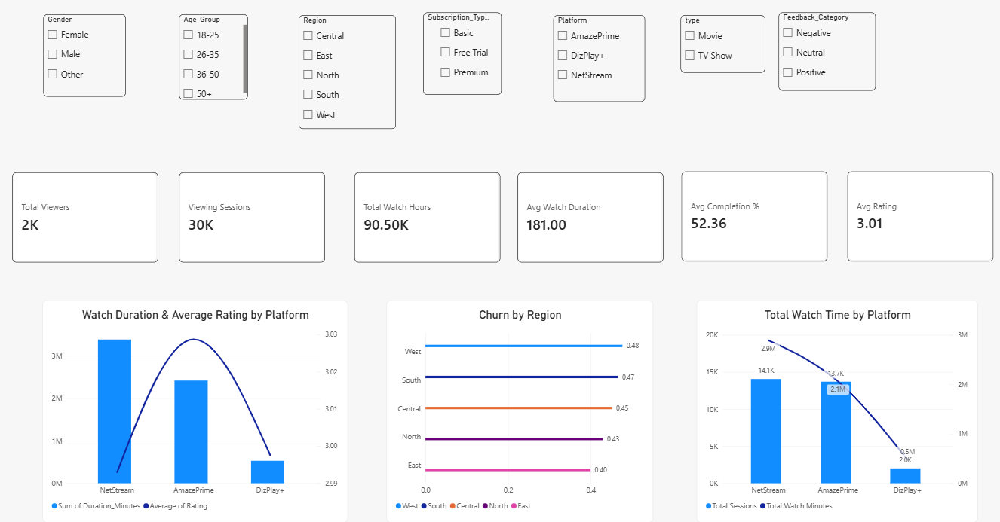 Gender
Female
Male
Other
Age_Group
18-25
26-35
36-50
50+
Region
Central
East
North
South
West
Subscription_Typ...
Basic
Free Trial
Premium
Platform
AmazePrime
DizPlay+
NetStream
type
Movie
TV Show
Feedback_Category
Negative
Neutral
Positive
Total Viewers
2K
Viewing Sessions
30K
Total Watch Hours
90.50K
Avg Watch Duration
181.00
Avg Completion %
52.36
Avg Rating
3.01
Watch Duration & Average Rating by Platform
3M
2M
1M
0M
3.03
3.02
3.01
3.00
2.99
NetStream AmazePrime DizPlay+
Sum of Duration_Minutes Average of Rating
Churn by Region
West 0.48
South 0.47
Central 0.45
North 0.43
East 0.40
0.0 0.2 0.4
West South Central North East
Total Watch Time by Platform
20K
15K
10K
5K
0K
3M
2M
1M
0M
2.9M
14.1K
13.7K
2.1M
0.5M
2.0K
NetStream AmazePrime DizPlay+
Total Sessions Total Watch Minutes